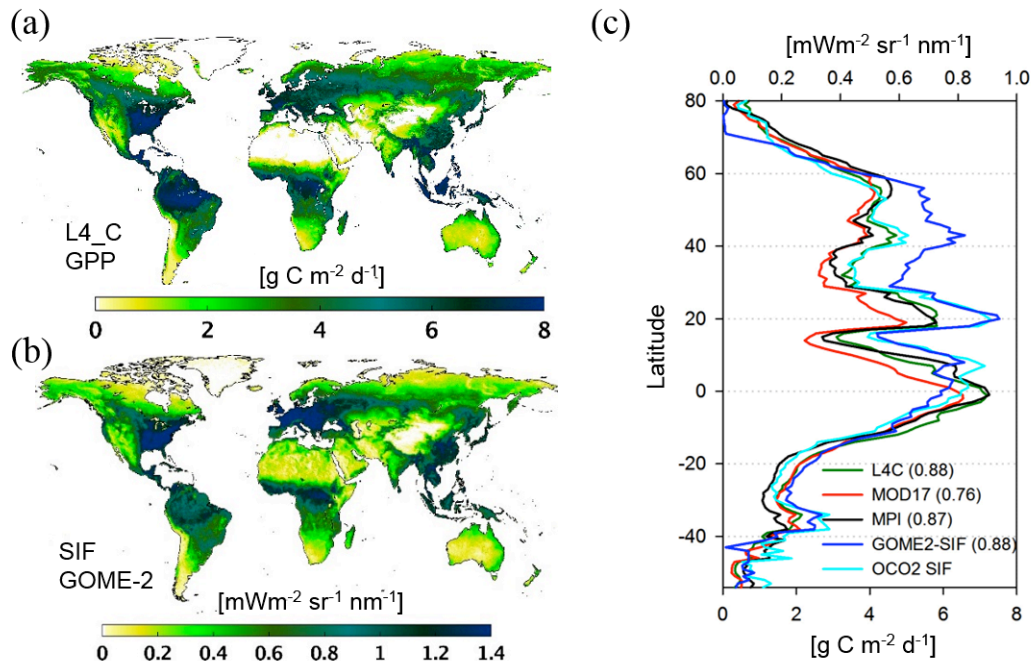 (a)
L4_C
GPP
[g C m⁻² d⁻¹]
0 2 4 6 8
(b)
SIF
GOME-2
[mWm⁻² sr⁻¹ nm⁻¹]
0 0.2 0.4 0.6 0.8 1 1.2 1.4
(c)
[mWm⁻² sr⁻¹ nm⁻¹]
0.0 0.2 0.4 0.6 0.8 1.0
80
60
40
20
0
-20
-40
Latitude
L4C (0.88)
MOD17 (0.76)
MPI (0.87)
GOME2-SIF (0.88)
OCO2 SIF
0 2 4 6 8
[g C m⁻² d⁻¹]